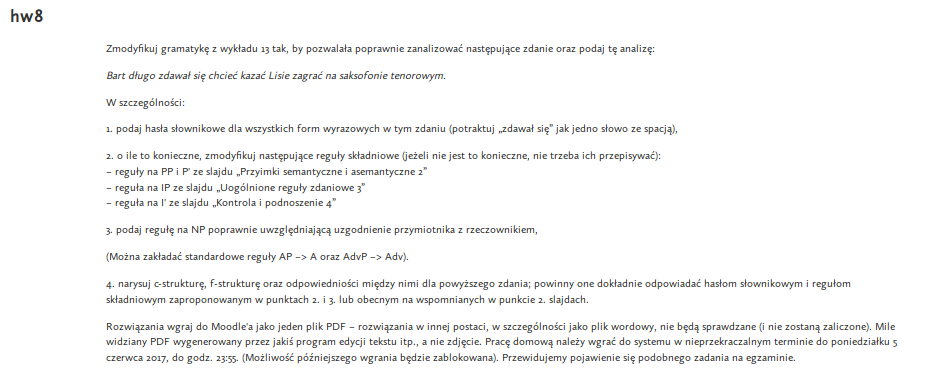 hw8
Zmodyfikuj gramatykę z wykładu 13 tak, by pozwalała poprawnie zanalizować następujące zdanie oraz podaj tę analizę:
Bart długo zdawał się chcieć kazać Lisie zagrać na saksofonie tenorowym.
W szczególności:
1. podaj hasła słownikowe dla wszystkich form wyrazowych w tym zdaniu (potraktuj „zdawał się” jak jedno słowo ze spacją),
2. o ile to konieczne, zmodyfikuj następujące reguły składniowe (jeżeli nie jest to konieczne, nie trzeba ich przepisywać):
– reguły na PP i P' ze slajdu „Przyimki semantyczne i asemantyczne 2”
– reguła na IP ze slajdu „Uogólnione reguły zdaniowe 3”
– reguła na I' ze slajdu „Kontrola i podnoszenie 4”
3. podaj regułę na NP poprawnie uwzględniającą uzgodnienie przymiotnika z rzeczownikiem,
(Można zakładać standardowe reguły AP –> A oraz AdvP –> Adv).
4. narysuj c-strukturę, f-strukturę oraz odpowiedniości między nimi dla powyższego zdania; powinny one dokładnie odpowiadać hasłom słownikowym i regułom
składniowym zaproponowanym w punktach 2. i 3. lub obecnym na wspomnianych w punkcie 2. slajdach.
Rozwiązania wgraj do Moodle'a jako jeden plik PDF – rozwiązania w innej postaci, w szczególności jako plik wordowy, nie będą sprawdzane (i nie zostaną zaliczone). Mile
widziany PDF wygenerowany przez jakiś program edycji tekstu itp., a nie zdjęcie. Pracę domową należy wgrać do systemu w nieprzekraczalnym terminie do poniedziałku 5
czerwca 2017, do godz. 23:55. (Możliwość późniejszego wgrania będzie zablokowana). Przewidujemy pojawienie się podobnego zadania na egzaminie.